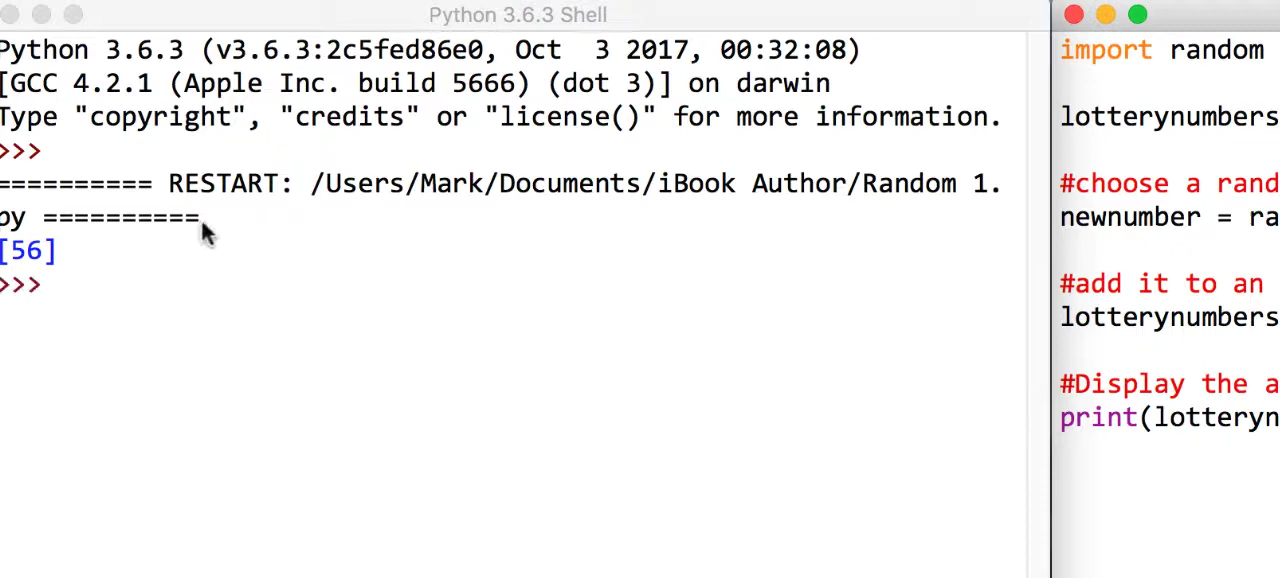 Python 3.6.3 Shell
Python 3.6.3 (v3.6.3:2c5fed86e0, Oct  3 2017, 00:32:08)
[GCC 4.2.1 (Apple Inc. build 5666) (dot 3)] on darwin
Type "copyright", "credits" or "license()" for more information.
>>>
========== RESTART: /Users/Mark/Documents/iBook Author/Random 1.
py ==========
[56]
>>>
import random
lotterynumbers
#choose a rand
newnumber = ra
#add it to an
lotterynumbers
#Display the a
print(lotteryn